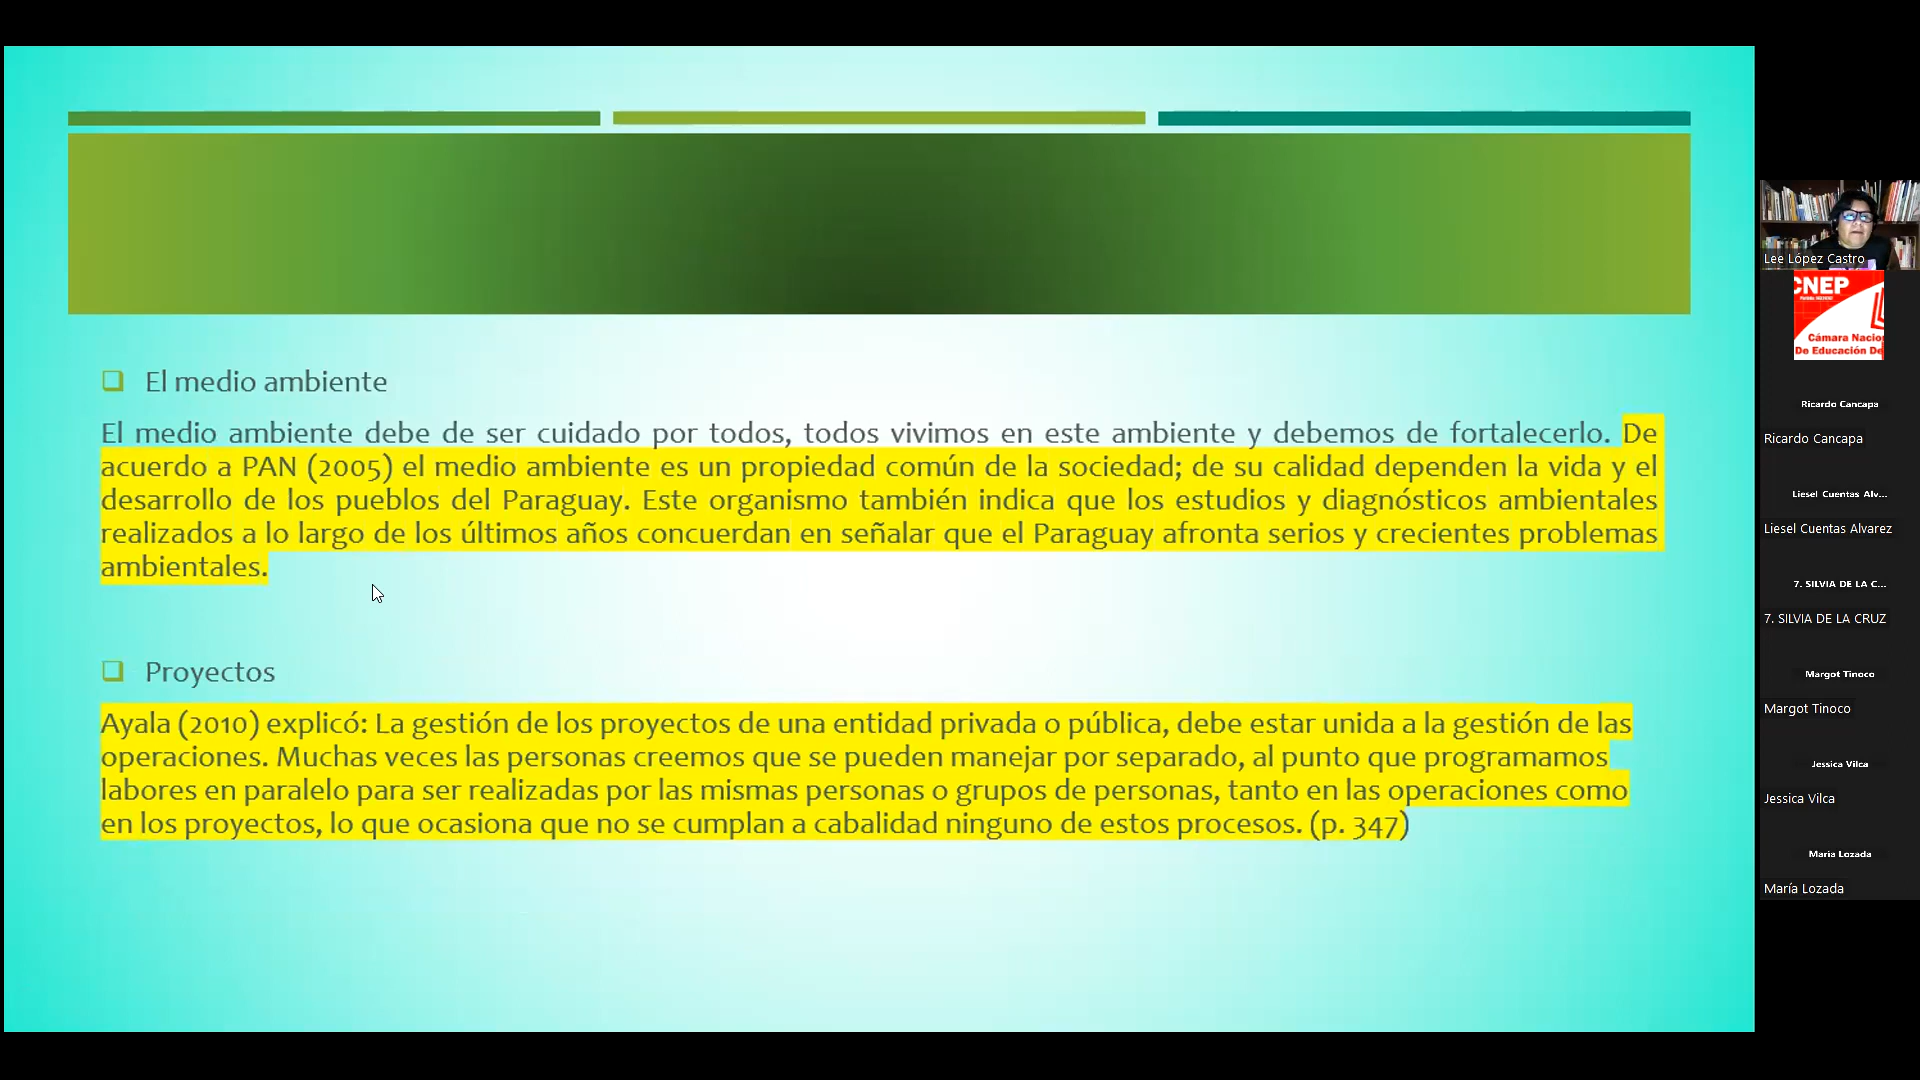 El medio ambiente
El medio ambiente debe de ser cuidado por todos, todos vivimos en este ambiente y debemos de fortalecerlo. De
acuerdo a PAN (2005) el medio ambiente es un propiedad común de la sociedad; de su calidad dependen la vida y el
desarrollo de los pueblos del Paraguay. Este organismo también indica que los estudios y diagnósticos ambientales
realizados a lo largo de los últimos años concuerdan en señalar que el Paraguay afronta serios y crecientes problemas
ambientales.
Proyectos
Ayala (2010) explicó: La gestión de los proyectos de una entidad privada o pública, debe estar unida a la gestión de las
operaciones. Muchas veces las personas creemos que se pueden manejar por separado, al punto que programamos
labores en paralelo para ser realizadas por las mismas personas o grupos de personas, tanto en las operaciones como
en los proyectos, lo que ocasiona que no se cumplan a cabalidad ninguno de estos procesos. (p. 347)
Lee López Castro
CNEP
Cámara Nacio
De Educación De
Ricardo Cancapa
Ricardo Cancapa
Liesel Cuentas Alv...
Liesel Cuentas Alvarez
7. SILVIA DE LA C...
7. SILVIA DE LA CRUZ
Margot Tinoco
Margot Tinoco
Jessica Vilca
Jessica Vilca
María Lozada
María Lozada